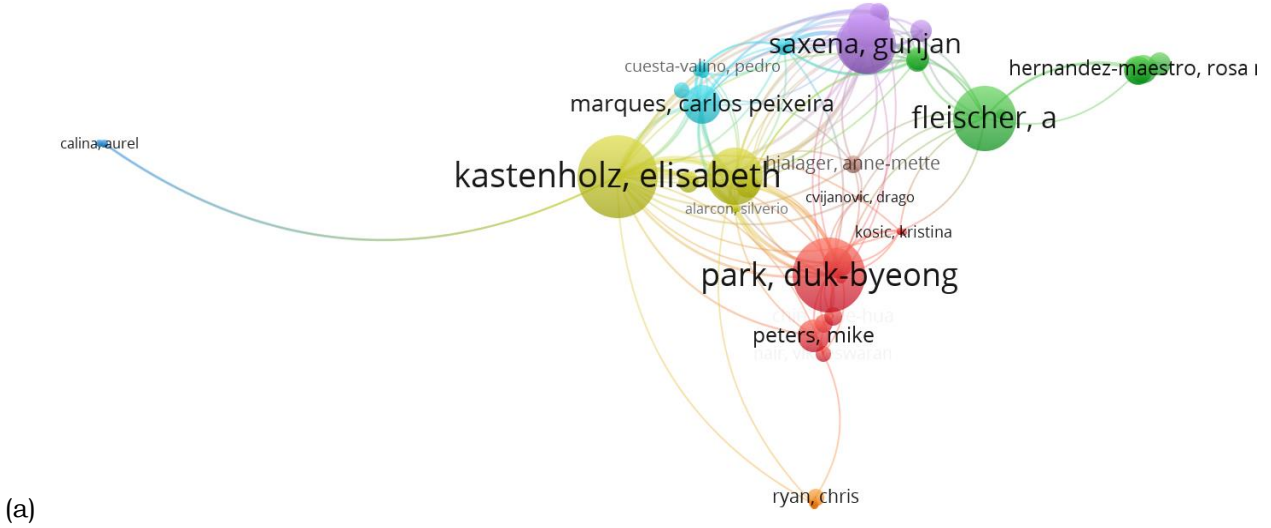 saxena, gunjan
cuesta-valino, pedro
hernandez-maestro, rosa
marques, carlos peixeira
fleischer, a
calina, aurel
hjalager, anne-mette
kastenholz, elisabeth
cvijanovic, drago
alarcon, silverio
kosic, kristina
park, duk-byeong
peters, mike
ryan, chris
(a)